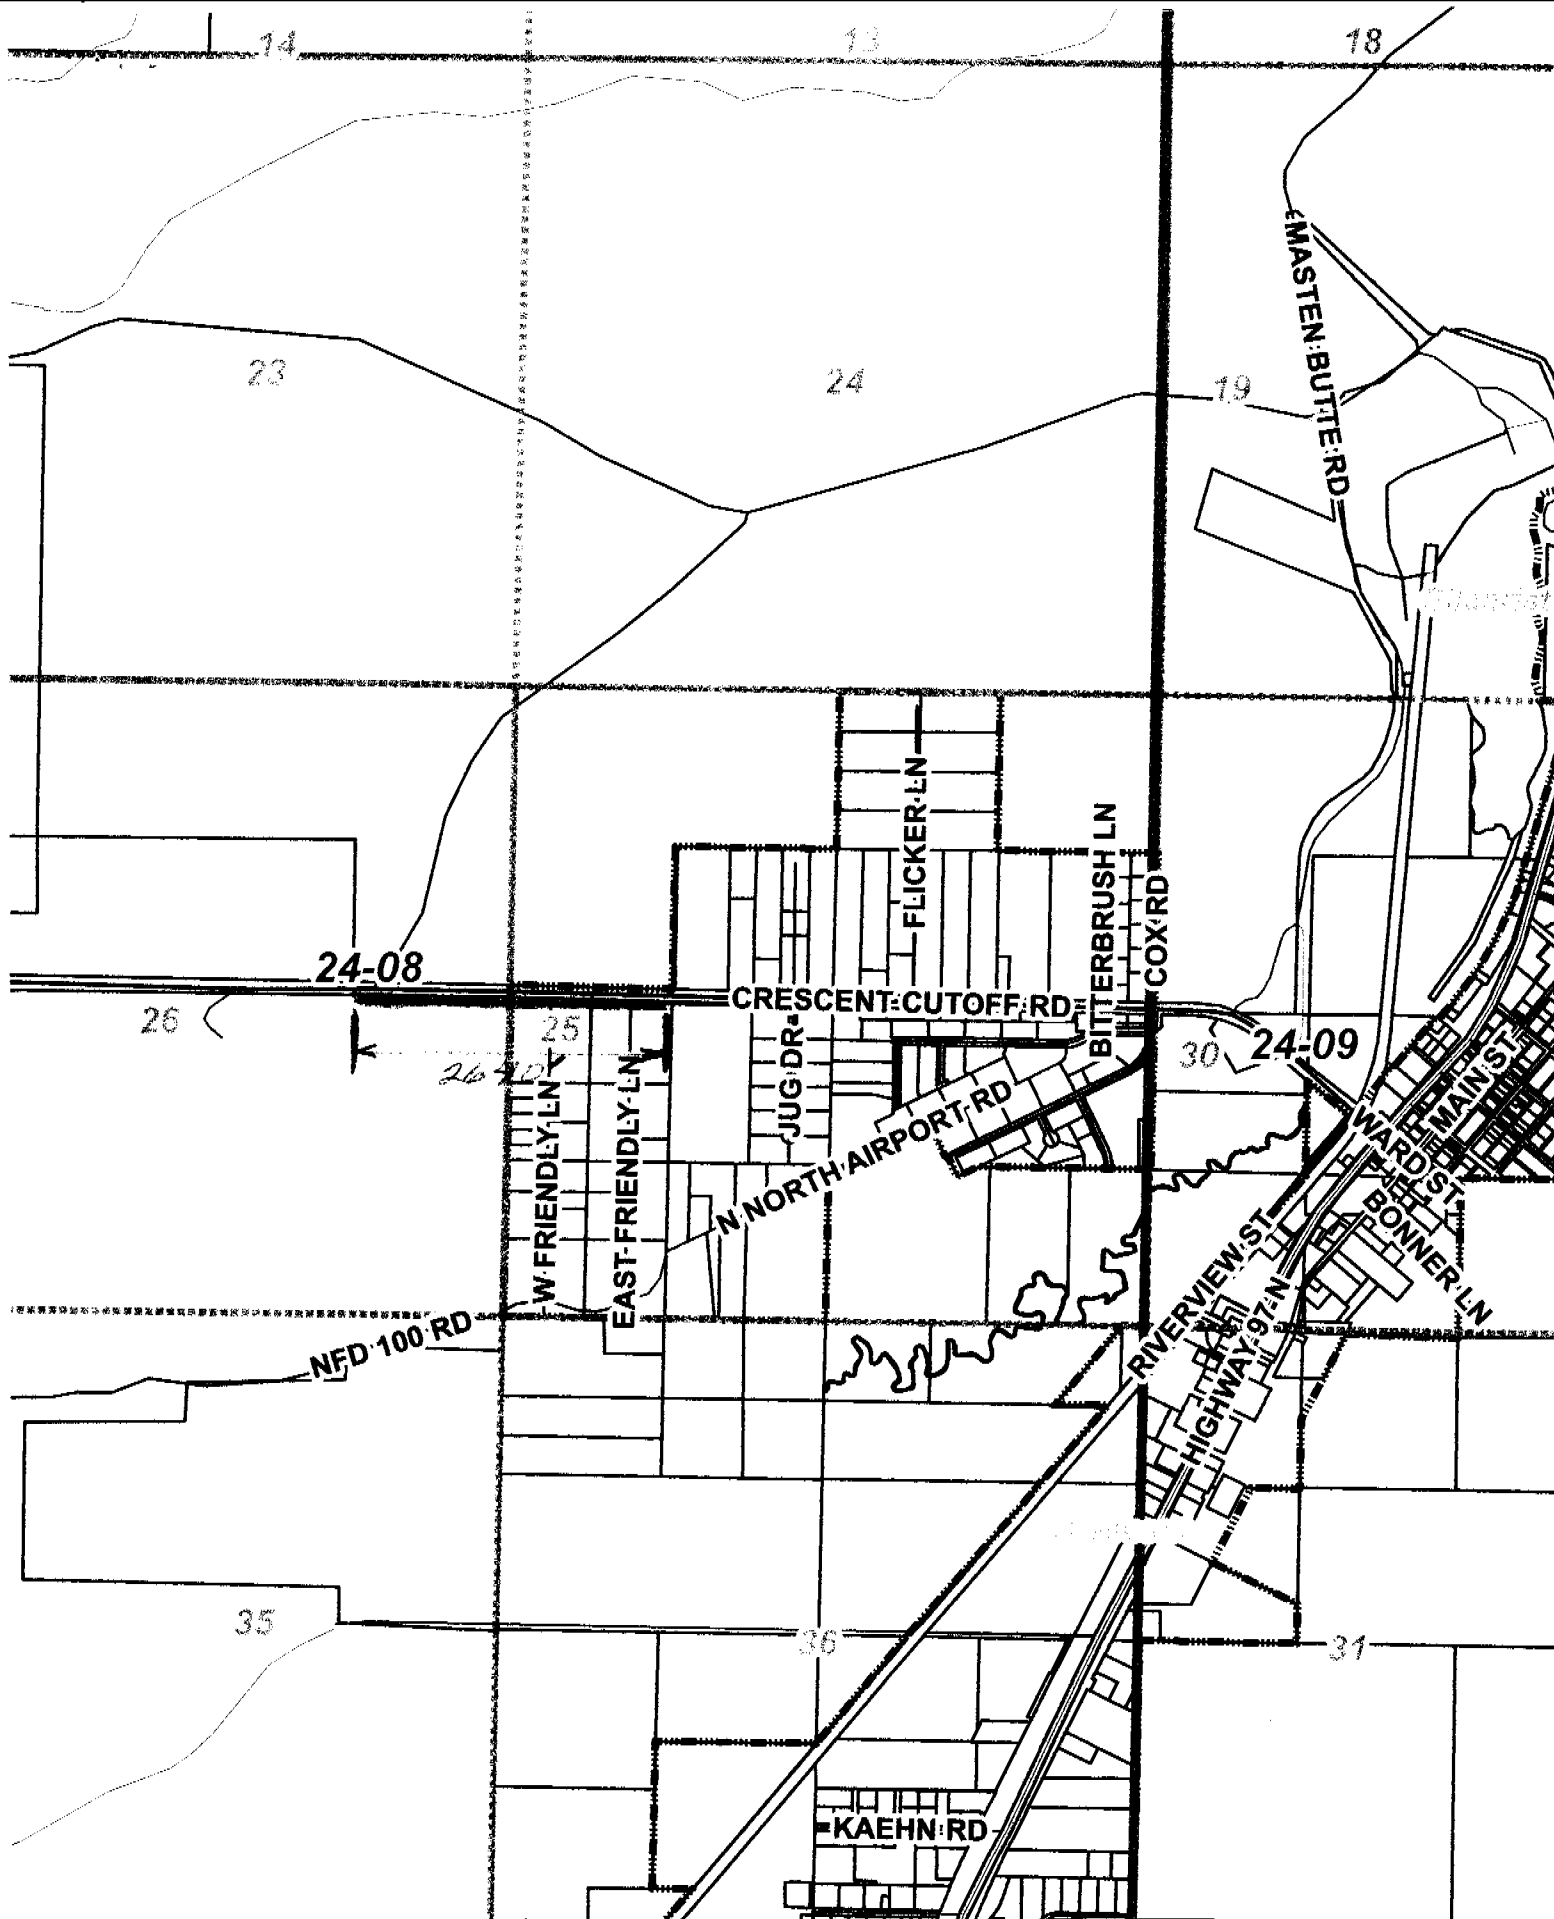 14
13
18
MASTEN BUTTE RD
23
24
19
FLICKER LN
BITTERBRUSH LN
COX RD
24-08
CRESCENT CUTOFF RD
26
25
30
24-09
2640
JUG DR
W FRIENDLY LN
EAST FRIENDLY LN
N NORTH AIRPORT RD
MAIN ST
WARD ST
BONNER LN
RIVERVIEW ST
HIGHWAY 97 N
NFD 100 RD
35
36
31
KAEHN RD